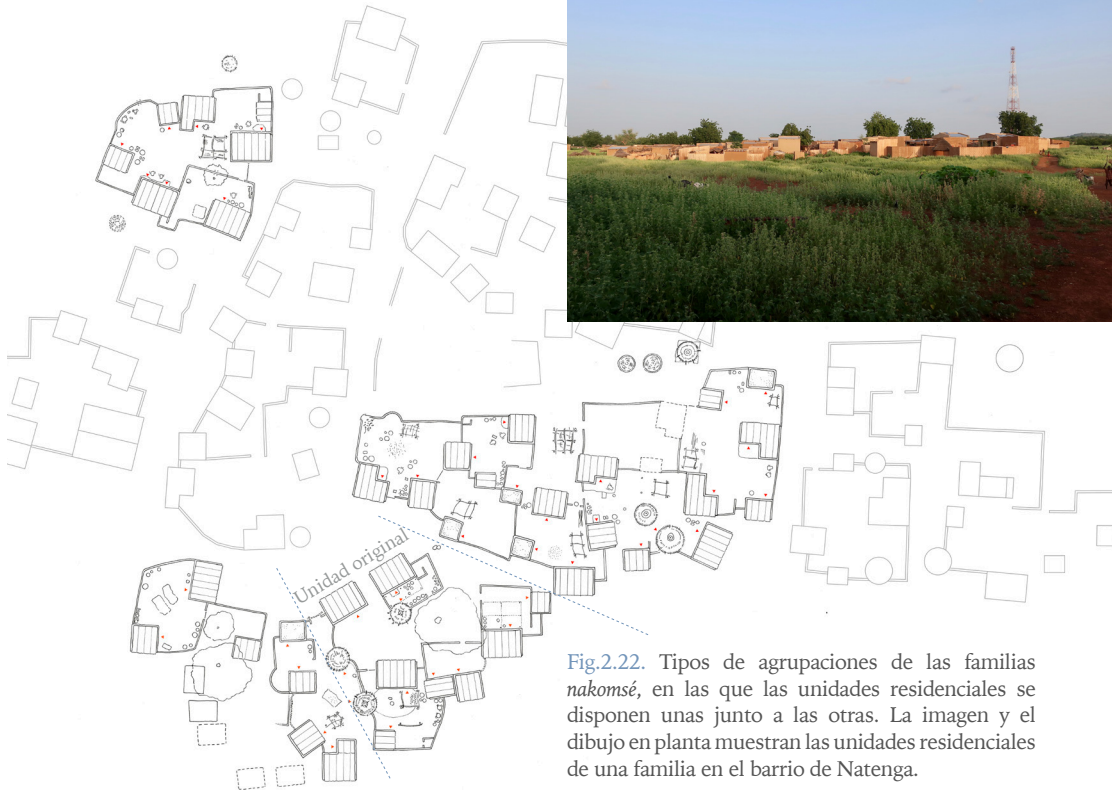 Unidad original
Fig.2.22. Tipos de agrupaciones de las familias
nakomsé, en las que las unidades residenciales se
disponen unas junto a las otras. La imagen y el
dibujo en planta muestran las unidades residenciales
de una familia en el barrio de Natenga.